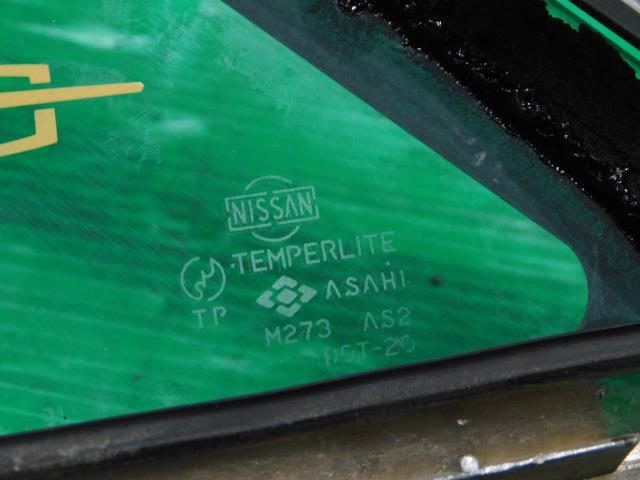 NISSAN
TEMPERLITE
TP
ASAHI
M273 AS2
DOT-20